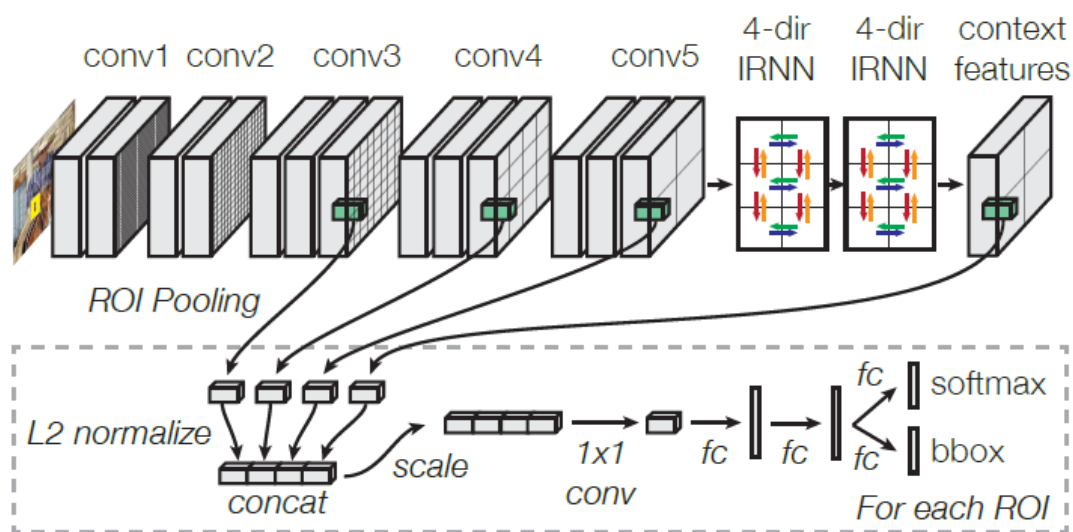 conv1
conv2
conv3
conv4
conv5
4-dir
IRNN
4-dir
IRNN
context
features
ROI Pooling
L2 normalize
concat
scale
1x1
conv
fc
fc
fc
softmax
fc
bbox
For each ROI